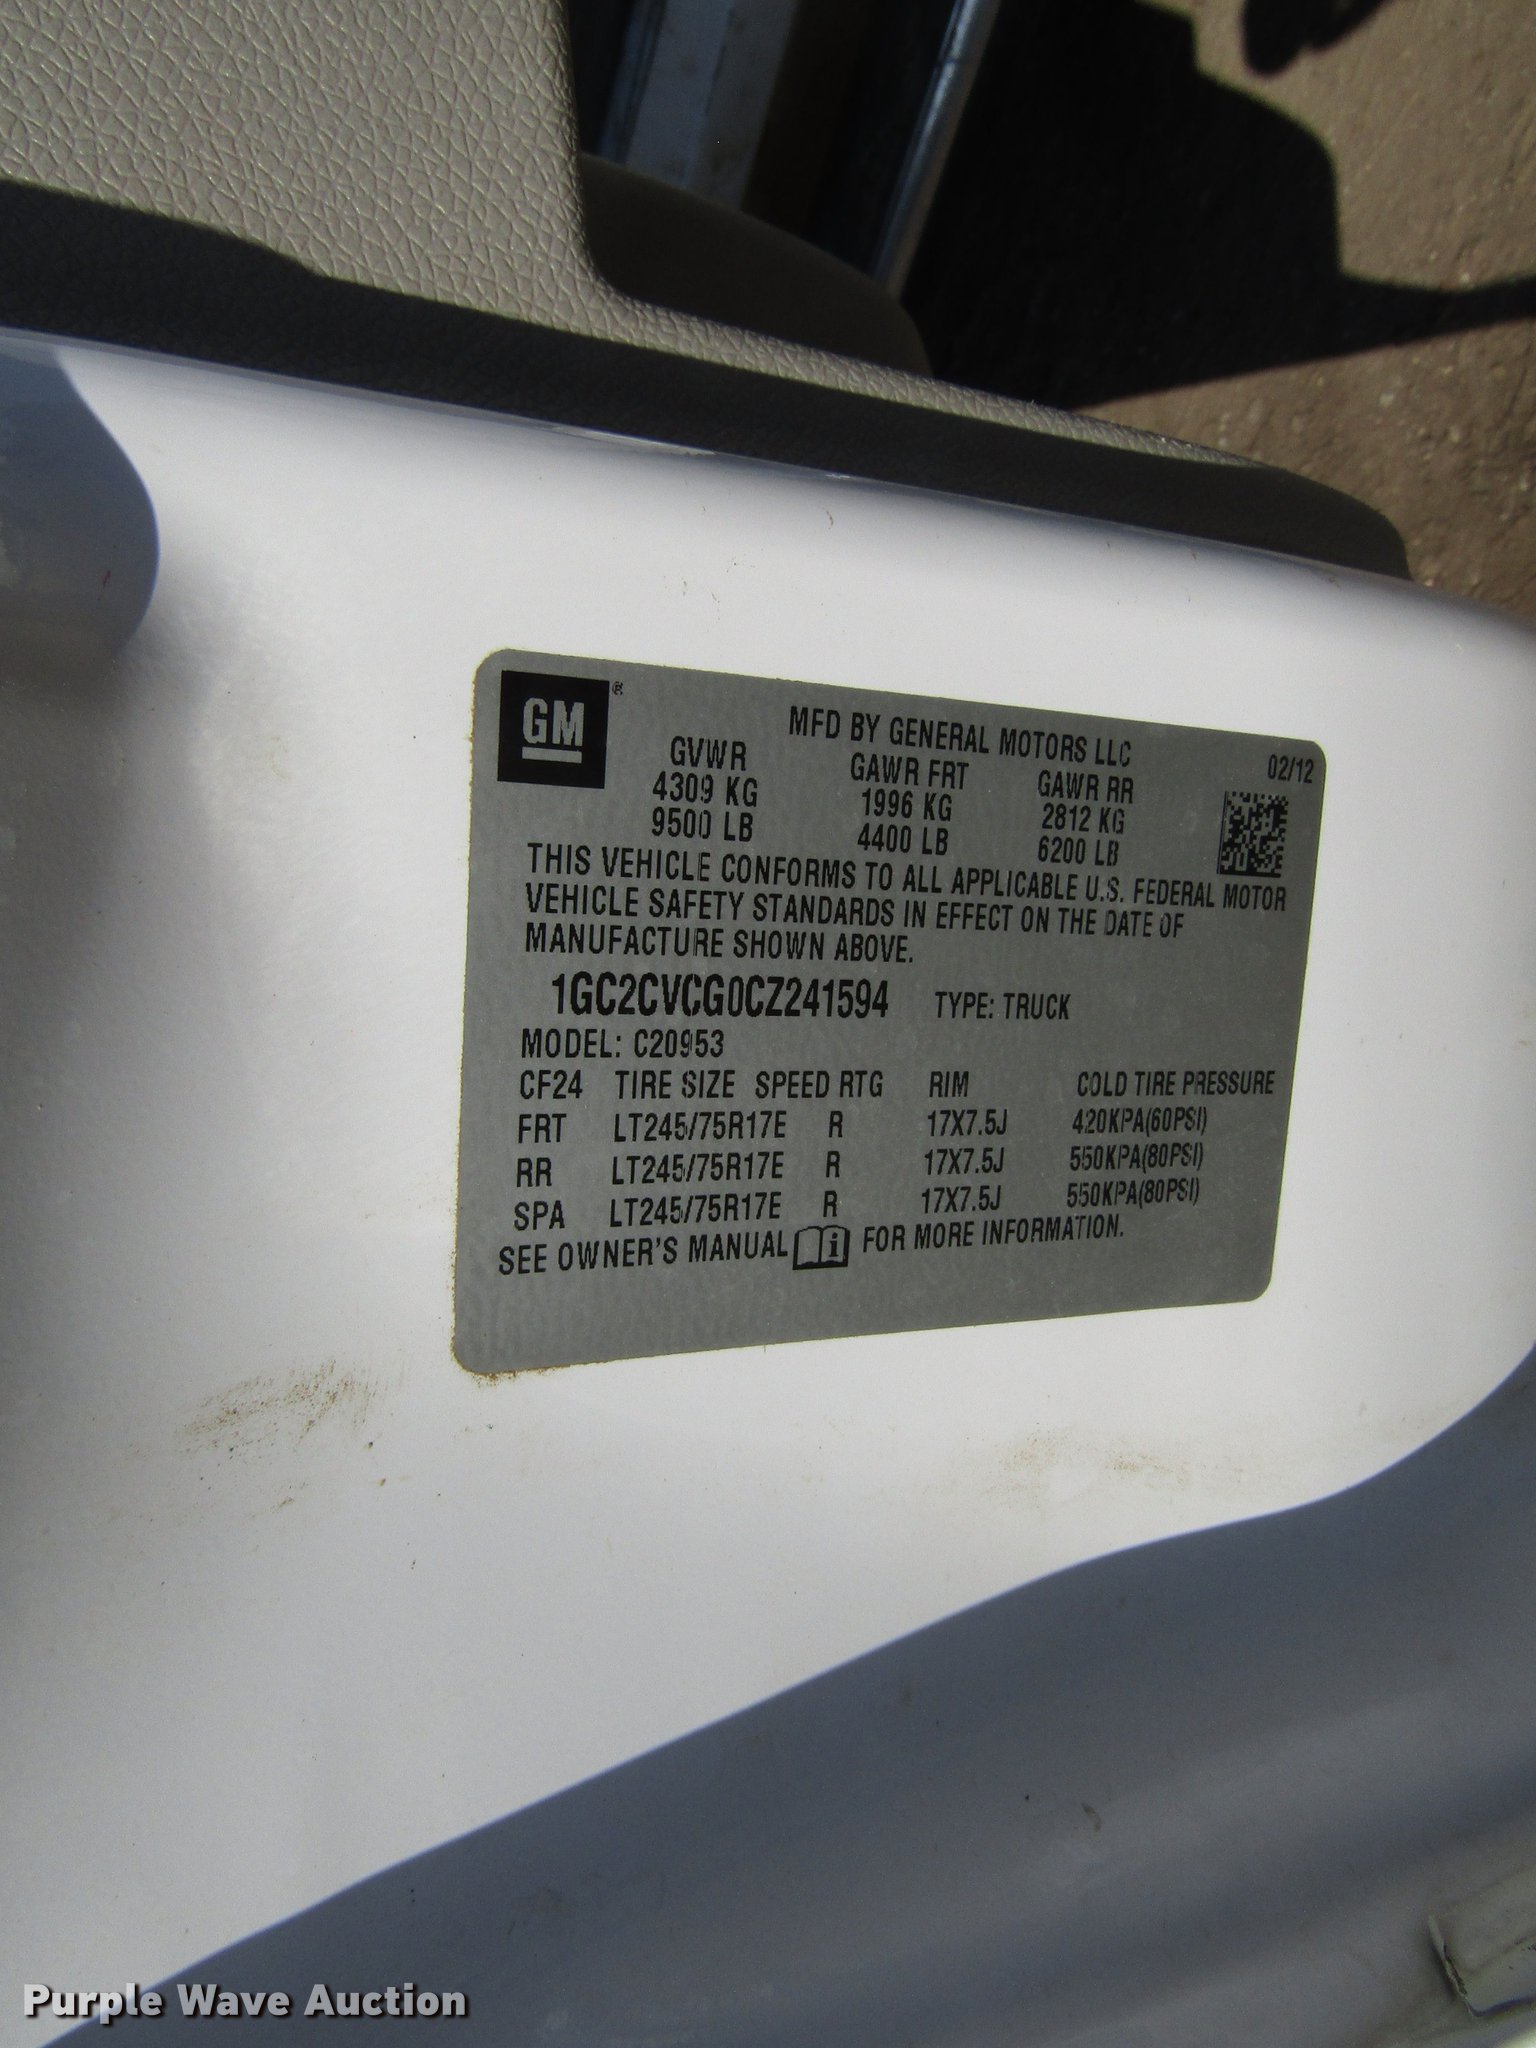 GM®
MFD BY GENERAL MOTORS LLC
02/12
GVWR GAWR FRT GAWR RR
4309 KG 1996 KG 2812 KG
9500 LB 4400 LB 6200 LB
THIS VEHICLE CONFORMS TO ALL APPLICABLE U.S. FEDERAL MOTOR
VEHICLE SAFETY STANDARDS IN EFFECT ON THE DATE OF
MANUFACTURE SHOWN ABOVE.
1GC2CVCG0CZ241594 TYPE: TRUCK
MODEL: C20953
CF24 TIRE SIZE SPEED RTG RIM COLD TIRE PRESSURE
FRT LT245/75R17E R 17X7.5J 420KPA(60PSI)
RR LT245/75R17E R 17X7.5J 550KPA(80PSI)
SPA LT245/75R17E R 17X7.5J 550KPA(80PSI)
SEE OWNER'S MANUAL i FOR MORE INFORMATION.
Purple Wave Auction